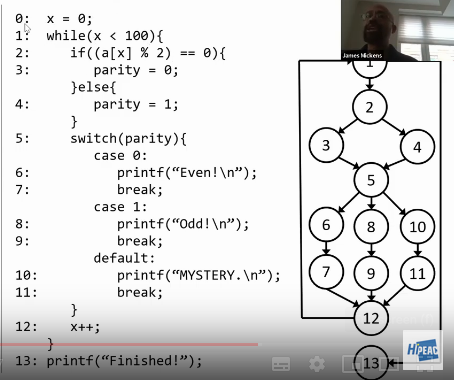 0: x = 0;
1: while(x < 100){
2: if((a[x] % 2) == 0){
3: parity = 0;
}else{
4: parity = 1;
}
5: switch(parity){
case 0:
6: printf("Even!\n");
7: break;
case 1:
8: printf("Odd!\n");
9: break;
default:
10: printf("MYSTERY.\n");
11: break;
}
12: x++;
}
13: printf("Finished!");
James Mickens
1
2
3 4
5
6 8 10
7 9 11
12
13
HiPEAC